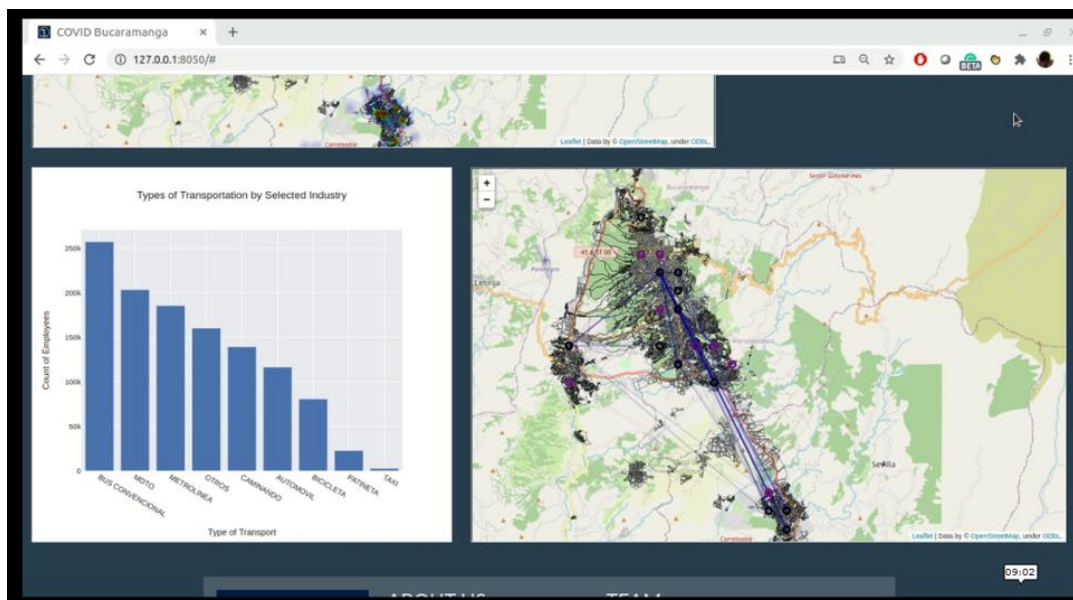 COVID Bucaramanga
127.0.0.1:8050/#
BETA
Leaflet | Data by © OpenStreetMap, under ODbL.
Types of Transportation by Selected Industry
250k
200k
150k
100k
50k
0
Count of Employees
BUS CONVENCIONAL
MOTO
METROLINEA
OTROS
CAMINANDO
AUTOMOVIL
BICICLETA
PATINETA
TAXI
Type of Transport
+
−
Bucaramanga
Lebrija
Floridablanca
Sevilla
Leaflet | Data by © OpenStreetMap, under ODbL.
09:02
ABOUT US
TEAM